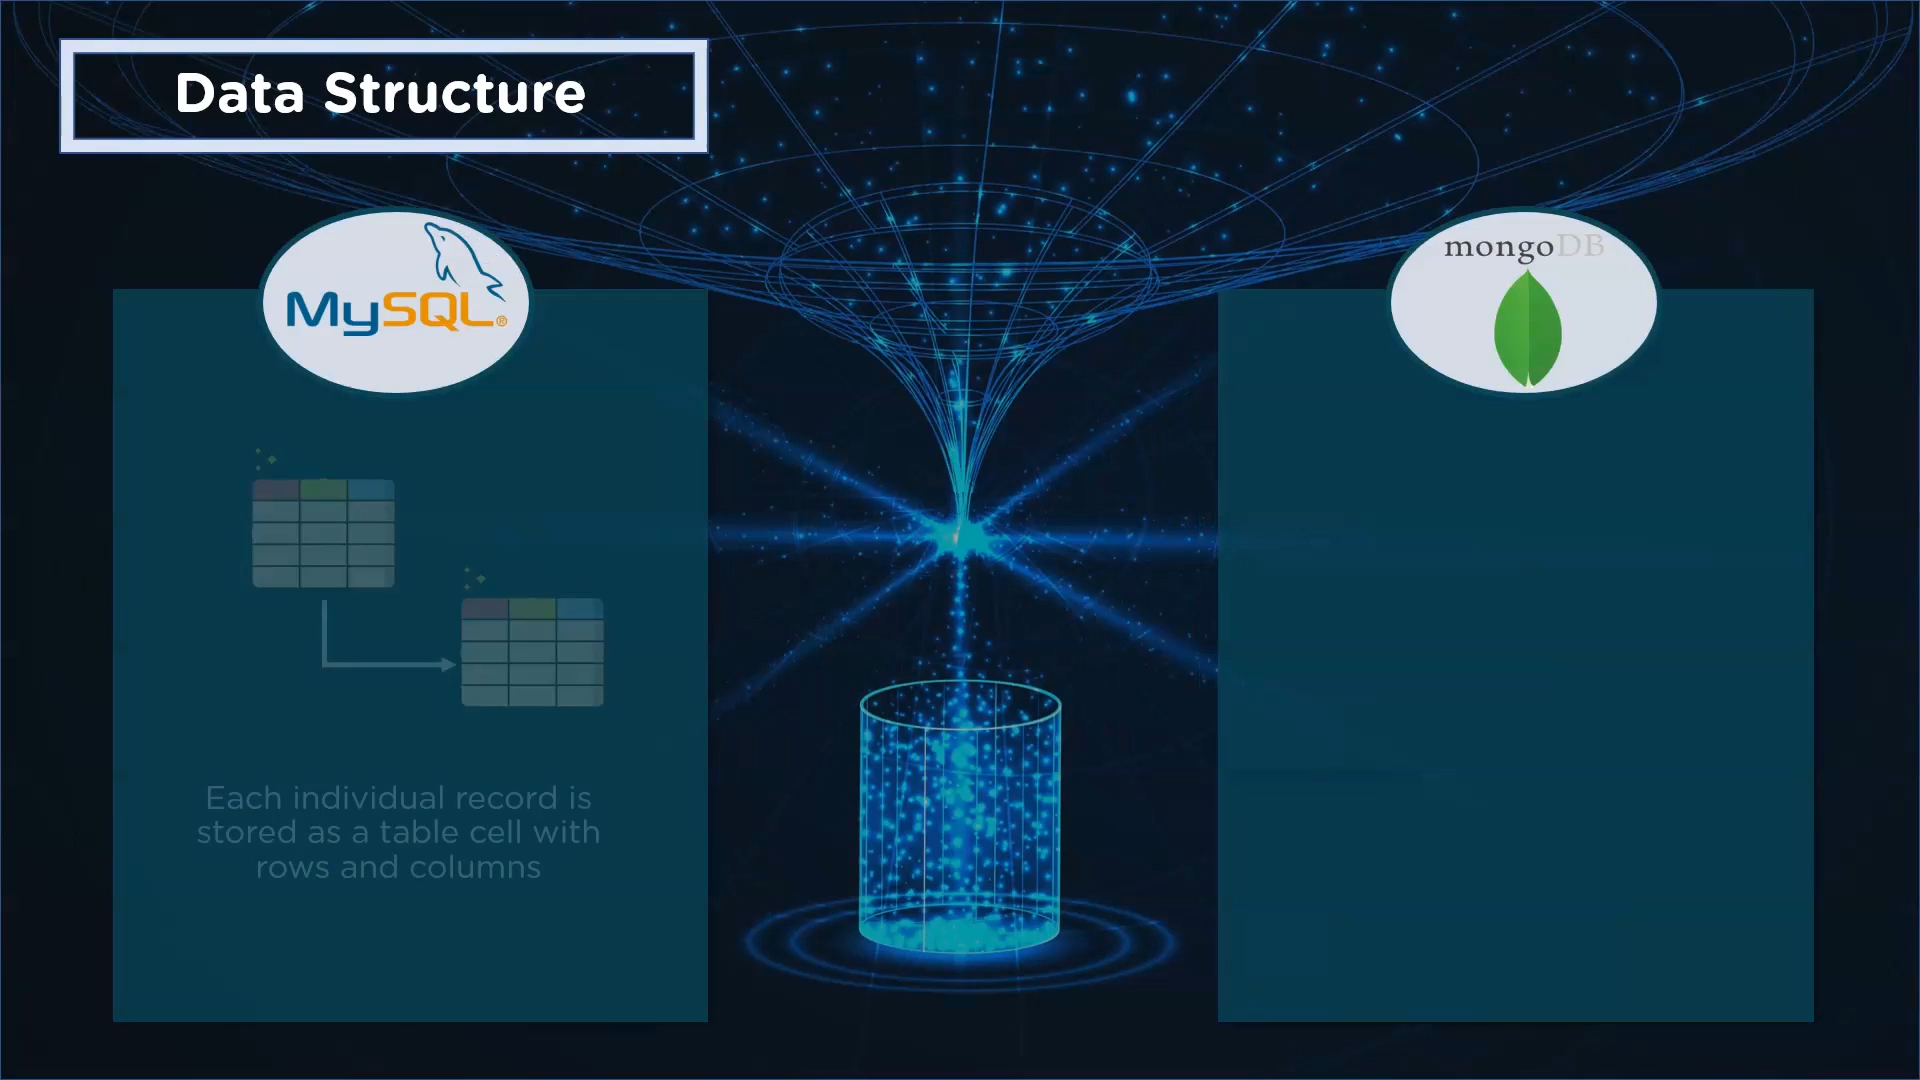 Data Structure
MySQL®
mongoDB
Each individual record is
stored as a table cell with
rows and columns